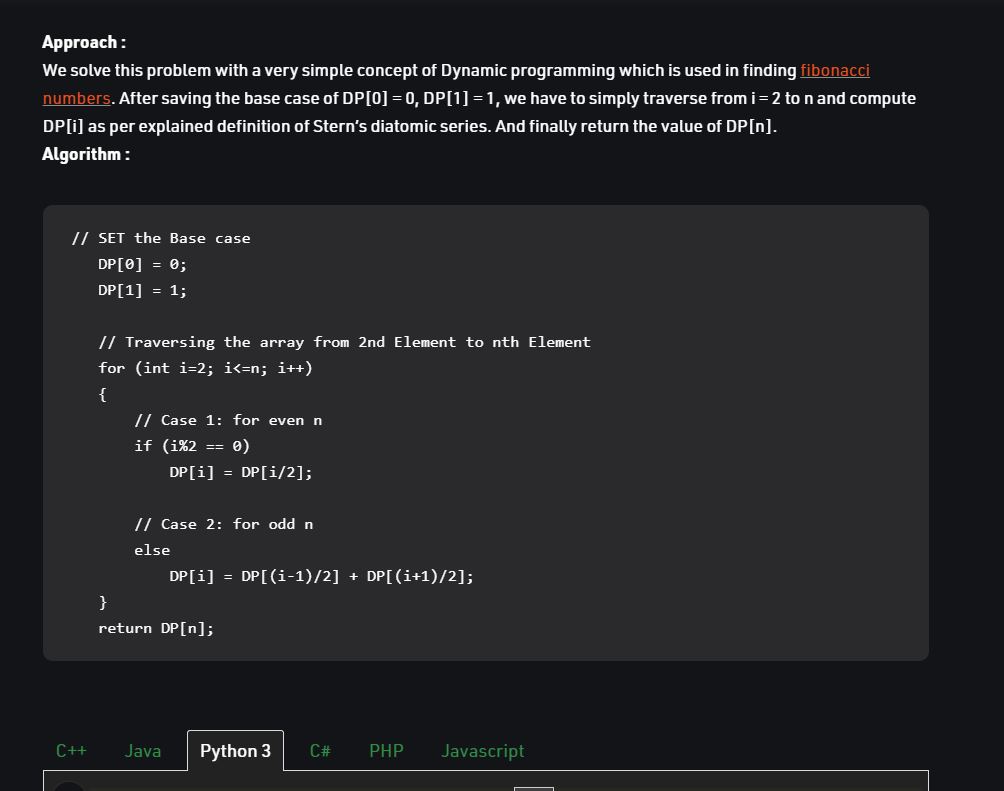 Approach :
We solve this problem with a very simple concept of Dynamic programming which is used in finding fibonacci
numbers. After saving the base case of DP[0] = 0, DP[1] = 1, we have to simply traverse from i = 2 to n and compute
DP[i] as per explained definition of Stern's diatomic series. And finally return the value of DP[n].
Algorithm :
// SET the Base case
DP[0] = 0;
DP[1] = 1;
// Traversing the array from 2nd Element to nth Element
for (int i=2; i<=n; i++)
{
// Case 1: for even n
if (i%2 == 0)
DP[i] = DP[i/2];
// Case 2: for odd n
else
DP[i] = DP[(i-1)/2] + DP[(i+1)/2];
}
return DP[n];
C++ Java Python 3 C# PHP Javascript